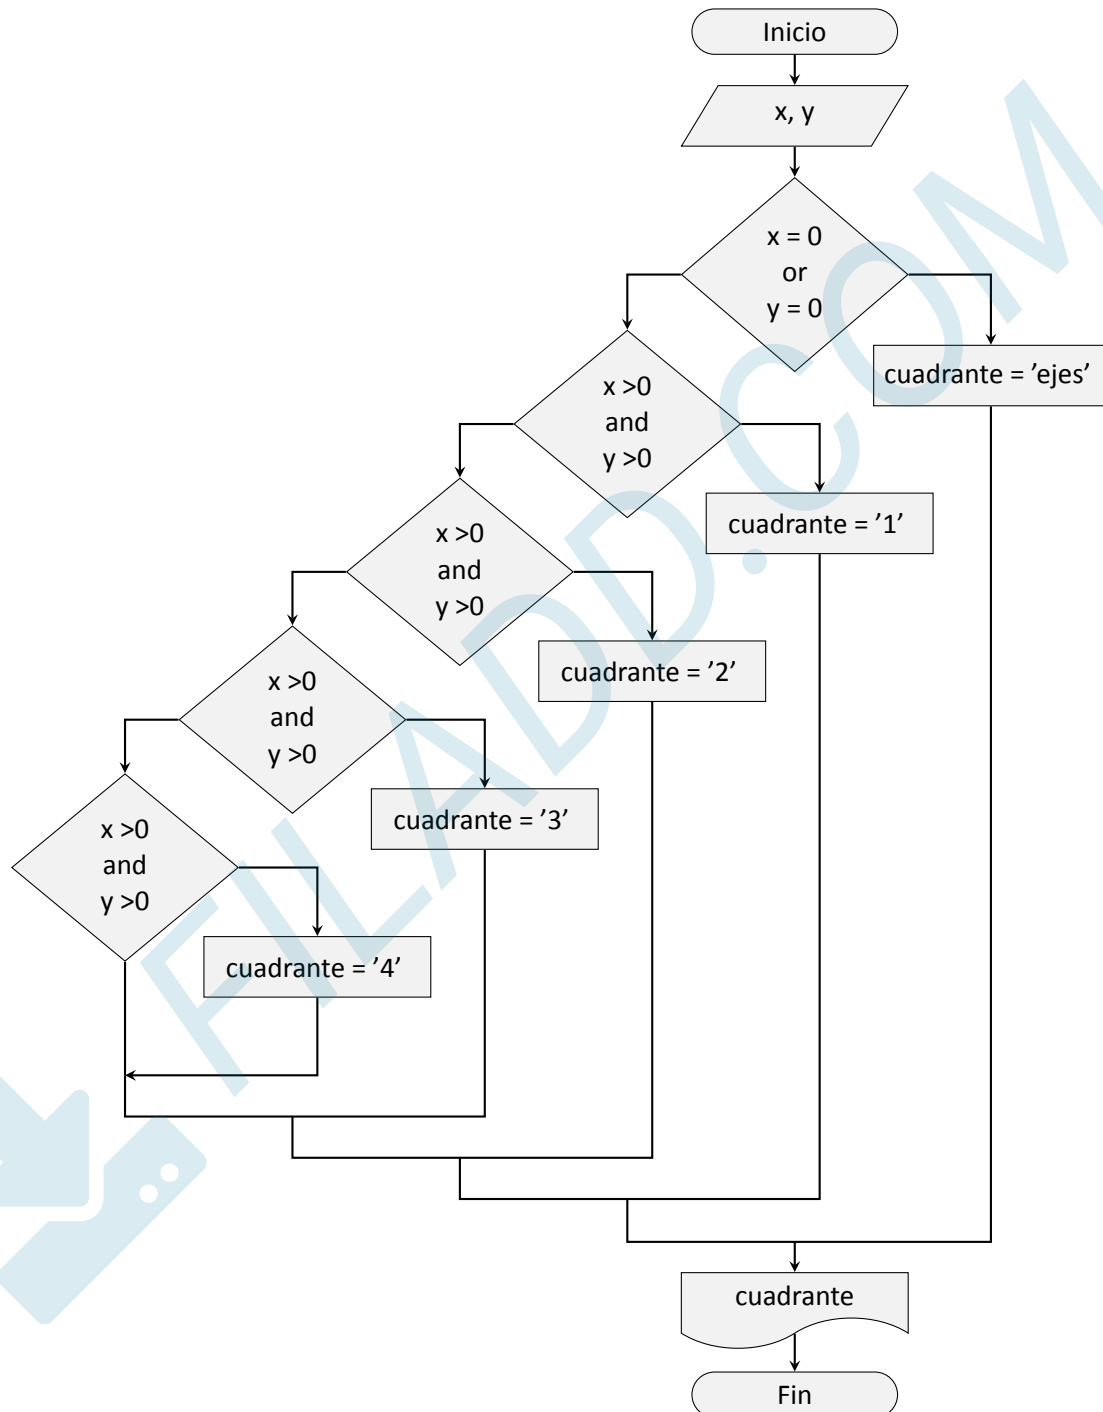 Inicio
x, y
x = 0
or
y = 0
cuadrante = ’ejes’
x >0
and
y >0
cuadrante = ’1’
x >0
and
y >0
cuadrante = ’2’
x >0
and
y >0
cuadrante = ’3’
x >0
and
y >0
cuadrante = ’4’
cuadrante
Fin
FILADD.COM